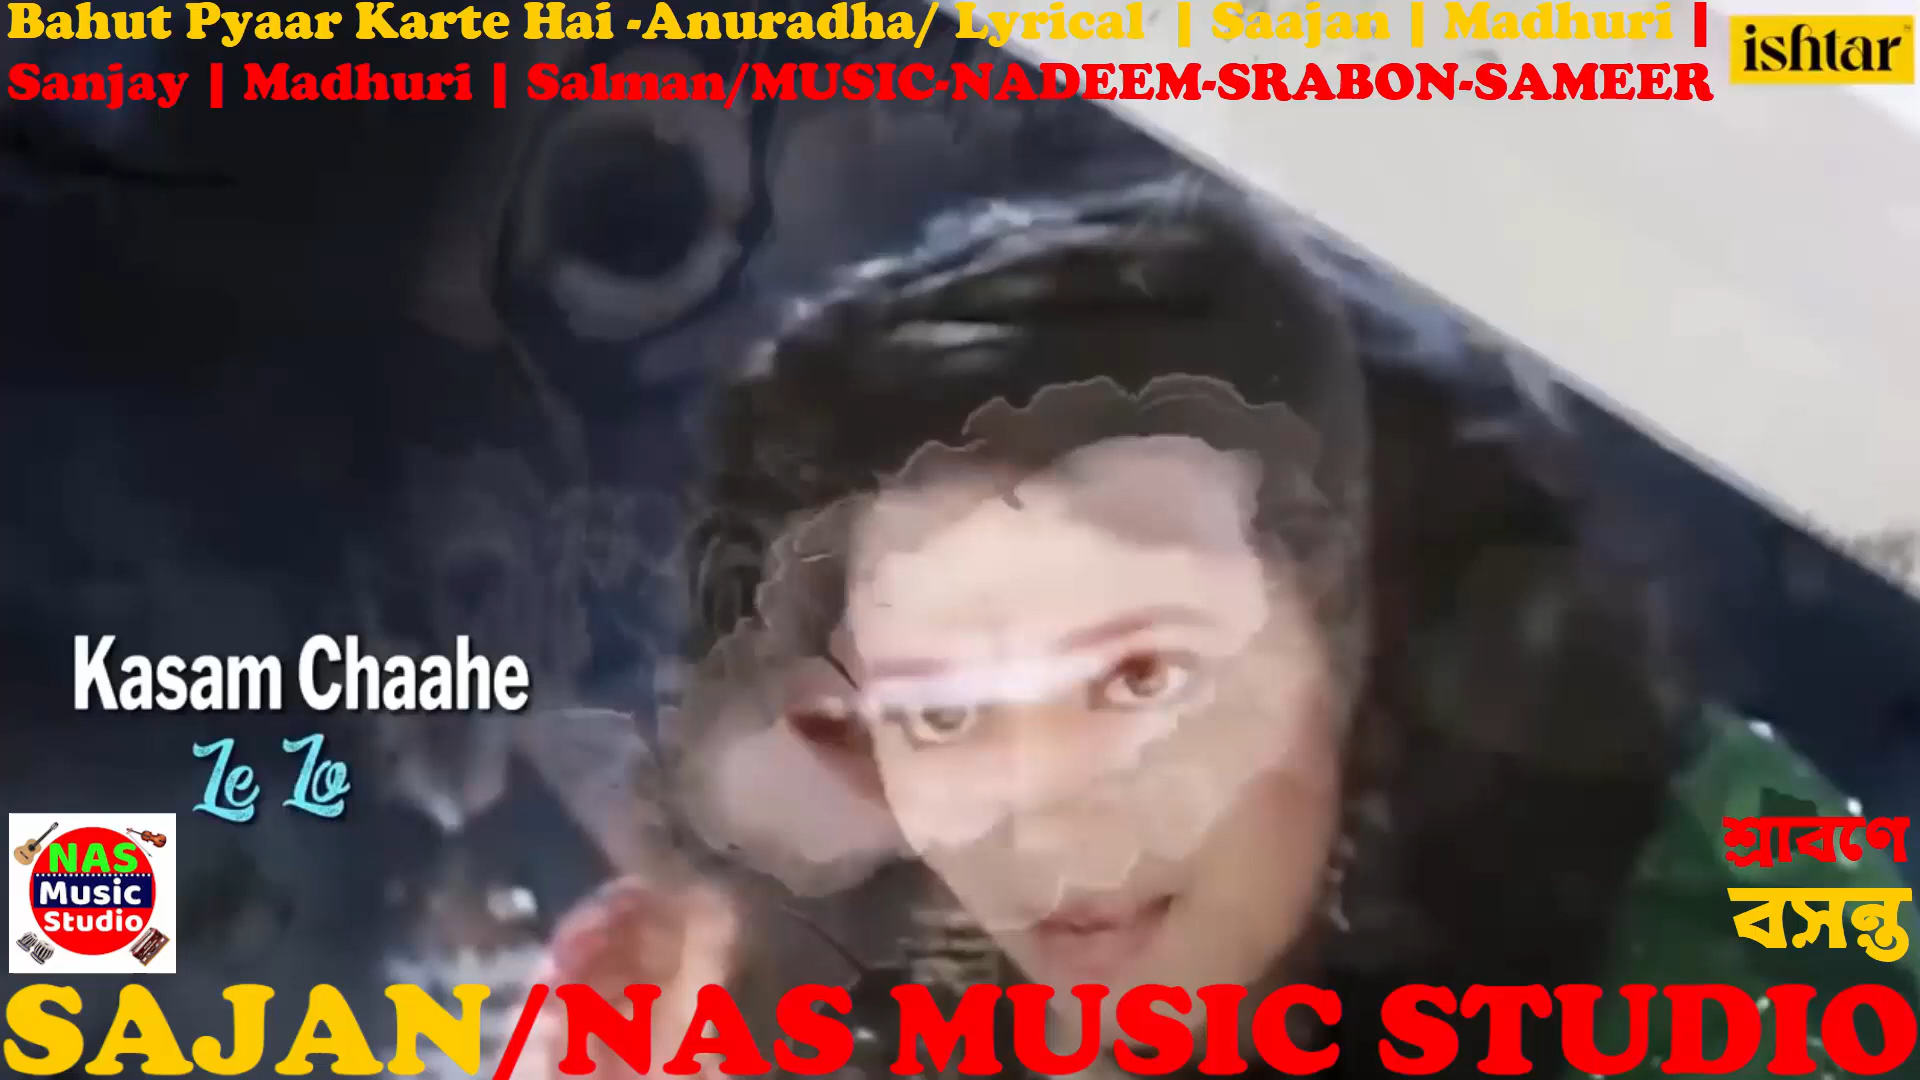 Bahut Pyaar Karte Hai -Anuradha/ Lyrical | Saajan | Madhuri |
Sanjay | Madhuri | Salman/MUSIC-NADEEM-SRABON-SAMEER
ishtar
Kasam Chaahe
Le Lo
NAS
Music
Studio
শ্রাবণে
বসন্ত
SAJAN/NAS MUSIC STUDIO